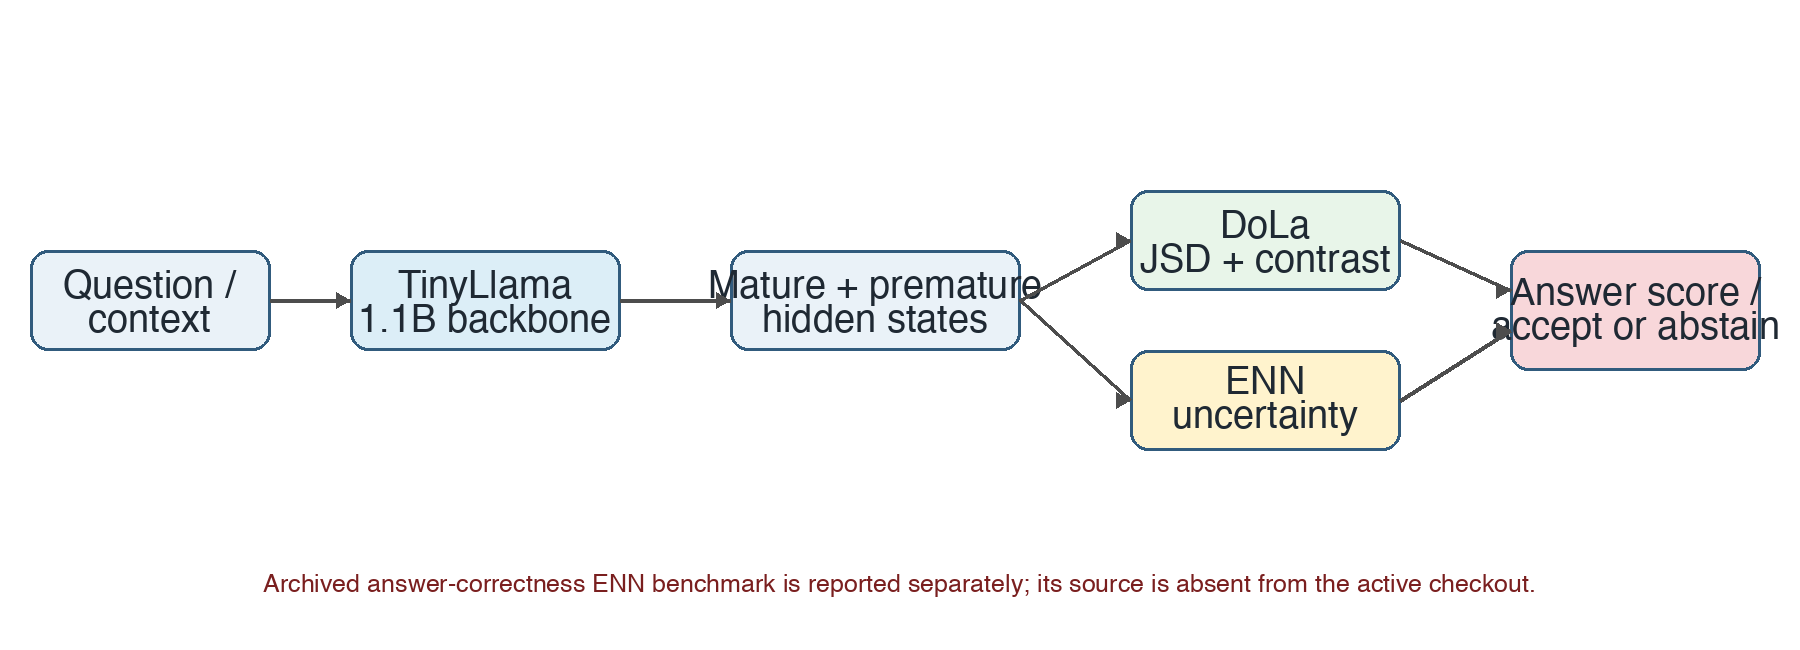 Question /
context
TinyLlama
1.1B backbone
Mature + premature
hidden states
DoLa
JSD + contrast
ENN
uncertainty
Answer score /
accept or abstain
Archived answer-correctness ENN benchmark is reported separately; its source is absent from the active checkout.